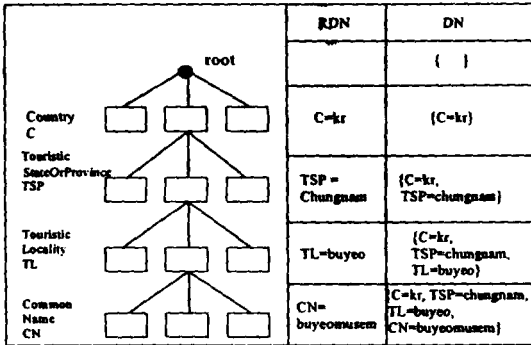 RDN
DN
root
{ }
Country
C
C=kr
{C=kr}
Touristic
StateOrProvince
TSP
TSP =
Chungnam
{C=kr,
TSP=chungnam}
Touristic
Locality
TL
TL=buyeo
{C=kr,
TSP=chungnam,
TL=buyeo}
Common
Name
CN
CN=
buyeomusem
{C=kr, TSP=chungnam,
TL=buyeo,
CN=buyeomusem}